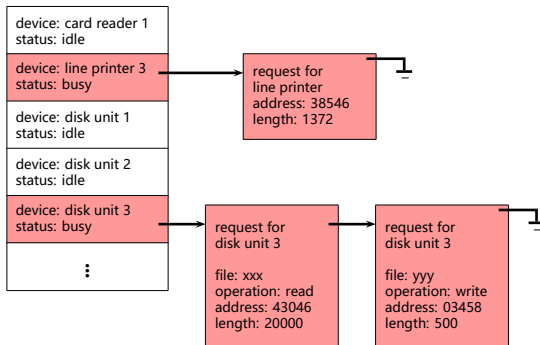 device: card reader 1
status: idle
device: line printer 3
status: busy
device: disk unit 1
status: idle
device: disk unit 2
status: idle
device: disk unit 3
status: busy
request for
line printer
address: 38546
length: 1372
request for
disk unit 3
file: xxx
operation: read
address: 43046
length: 20000
request for
disk unit 3
file: yyy
operation: write
address: 03458
length: 500